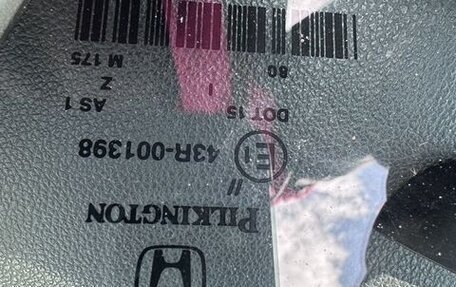 PILKINGTON
//
E1 43R-001398
DOT 15 AS 1
I Z
80 M 175